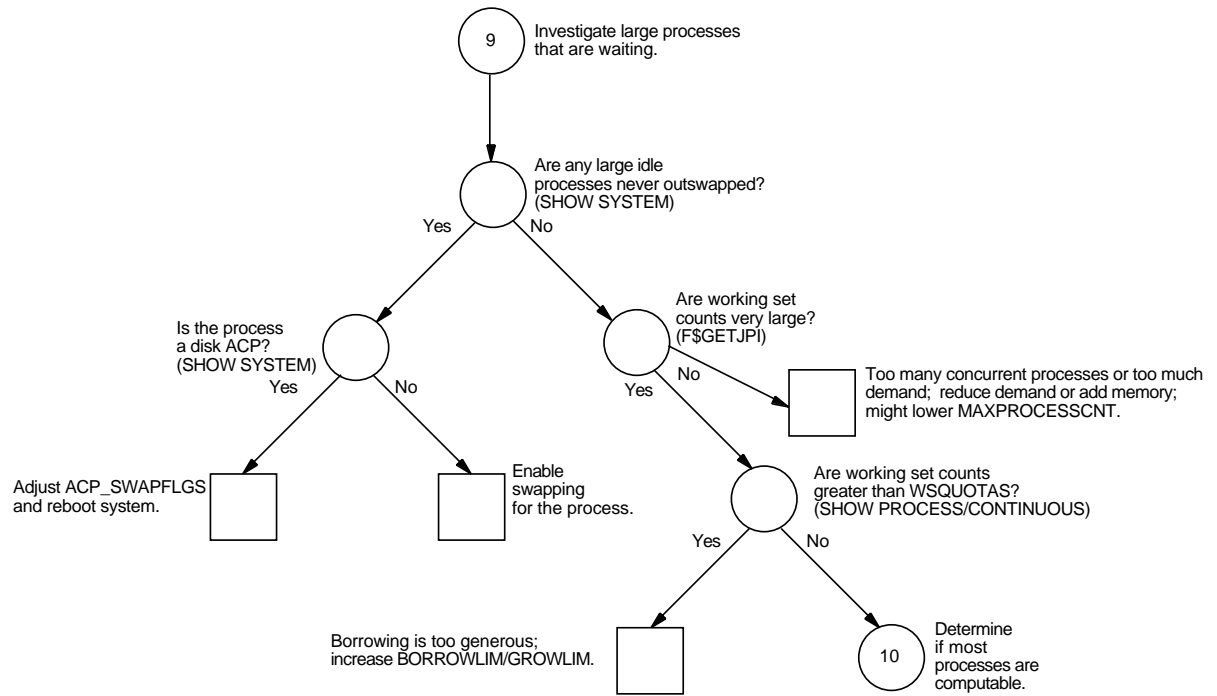 9
Investigate large processes
that are waiting.
Are any large idle
processes never outswapped?
(SHOW SYSTEM)
Yes
No
Is the process
a disk ACP?
(SHOW SYSTEM)
Yes
No
Are working set
counts very large?
(F$GETJPI)
Yes
No
Too many concurrent processes or too much
demand; reduce demand or add memory;
might lower MAXPROCESSCNT.
Adjust ACP_SWAPFLGS
and reboot system.
Enable
swapping
for the process.
Are working set counts
greater than WSQUOTAS?
(SHOW PROCESS/CONTINUOUS)
Yes
No
Borrowing is too generous;
increase BORROWLIM/GROWLIM.
10
Determine
if most
processes are
computable.